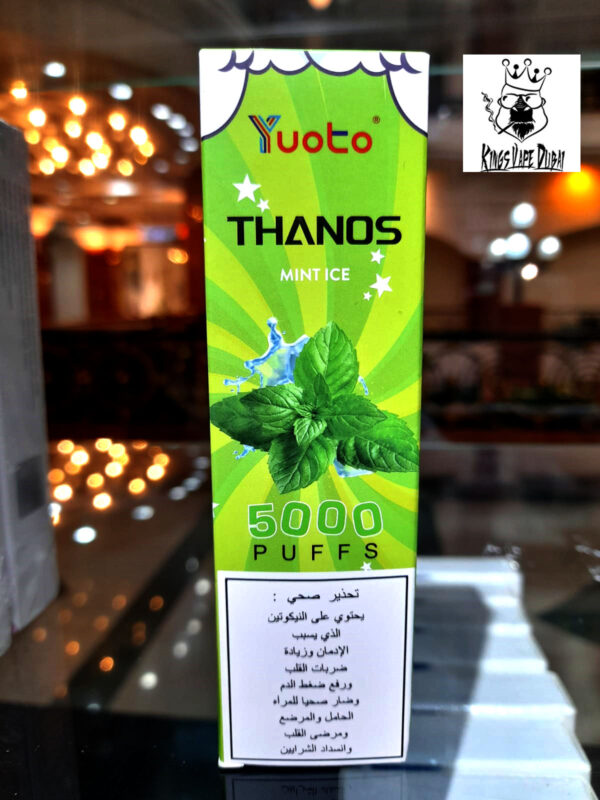 Yuoto®
KINGS VAPE DUBAI
THANOS
MINT ICE
5000
PUFFS
تحذير صحي :
يحتوي على النيكوتين
الذي يسبب
الإدمان وزيادة
ضربات القلب
ورفع ضغط الدم
وضار صحيا للمرأه
الحامل والمرضع
ومرضى القلب
وانسداد الشرايين